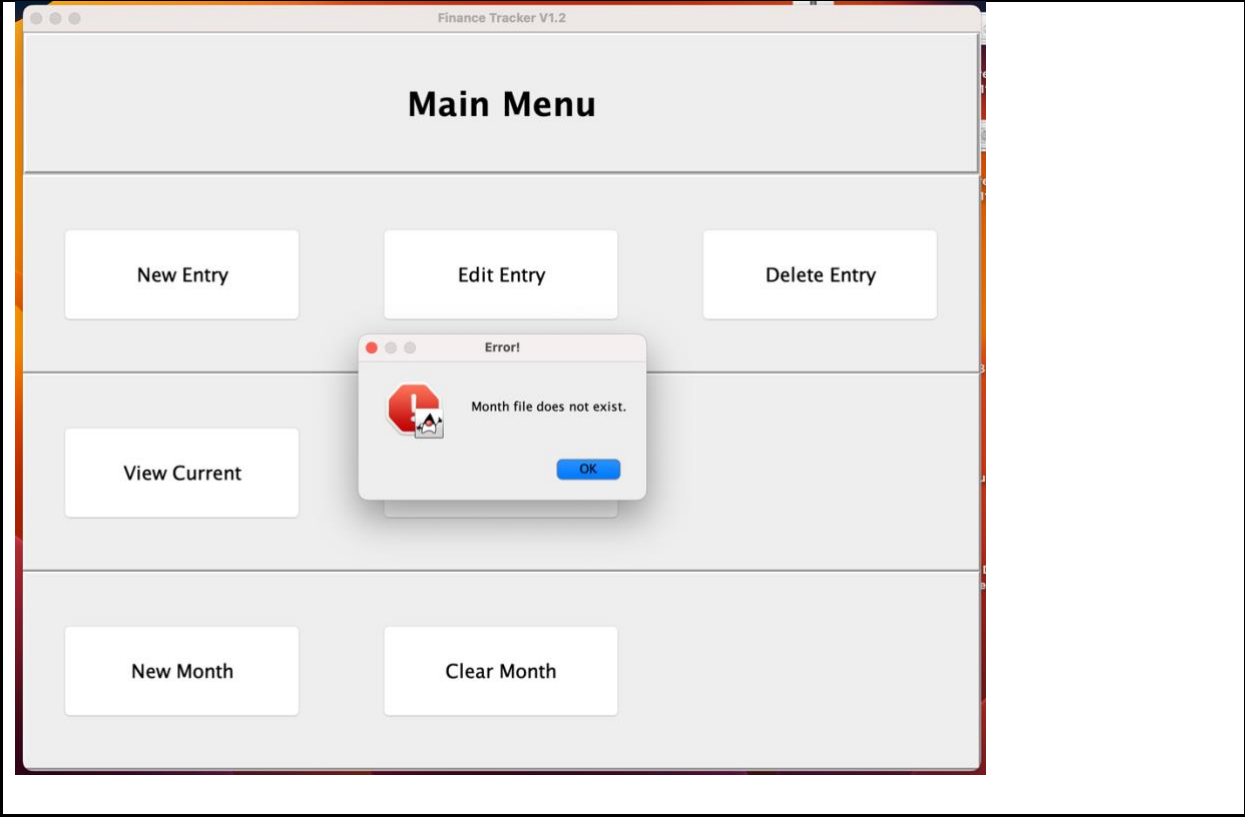 Finance Tracker V1.2
Main Menu
New Entry
Edit Entry
Delete Entry
Error!
Month file does not exist.
OK
View Current
New Month
Clear Month